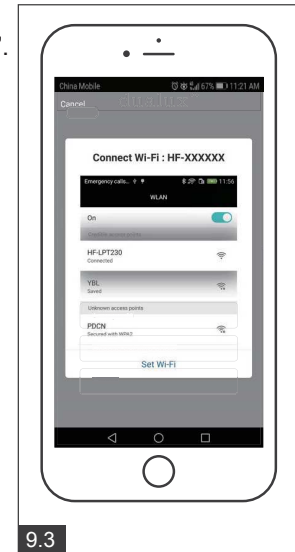 China Mobile 67% 11:21 AM
Cancel
Connect Wi-Fi : HF-XXXXXX
Emergency calls.. 11:56
WLAN
On
HF-LPT230
Connected
YBL
Saved
Unknown access points
PDCN
Secured with WPA2
Set Wi-Fi
9.3